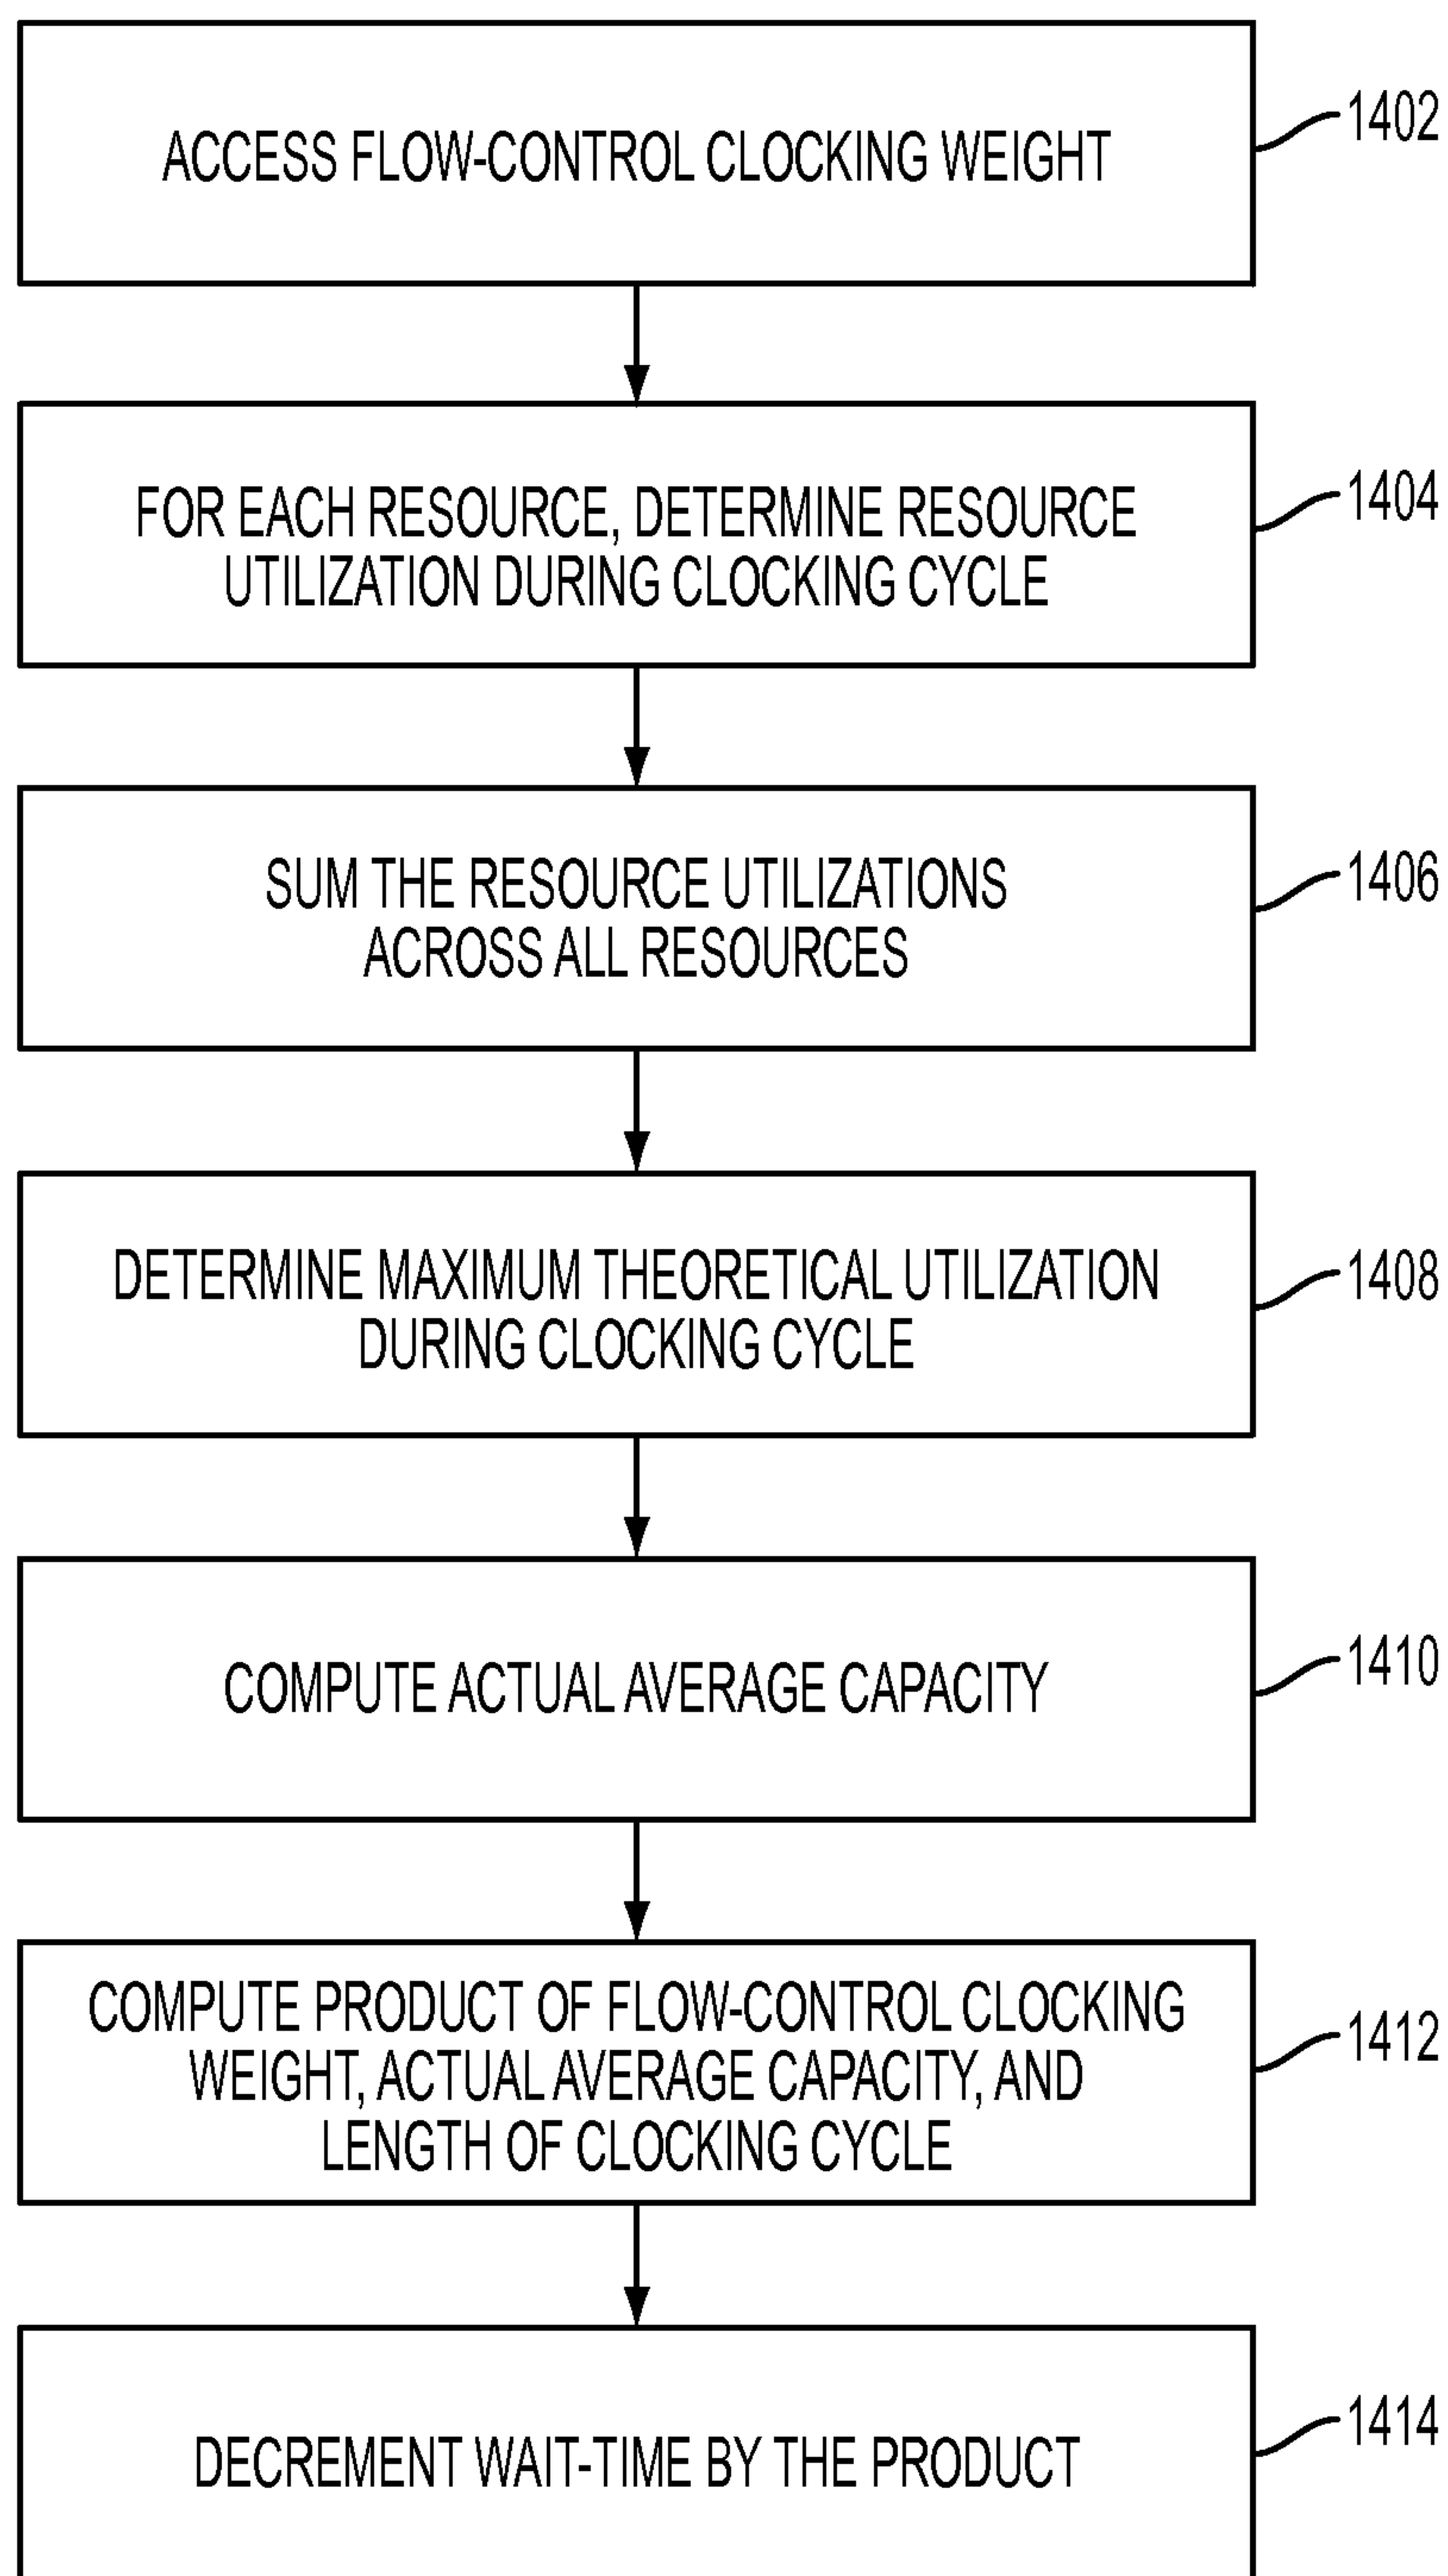 ACCESS FLOW-CONTROL CLOCKING WEIGHT
1402
FOR EACH RESOURCE, DETERMINE RESOURCE
UTILIZATION DURING CLOCKING CYCLE
1404
SUM THE RESOURCE UTILIZATIONS
ACROSS ALL RESOURCES
1406
DETERMINE MAXIMUM THEORETICAL UTILIZATION
DURING CLOCKING CYCLE
1408
COMPUTE ACTUAL AVERAGE CAPACITY
1410
COMPUTE PRODUCT OF FLOW-CONTROL CLOCKING
WEIGHT, ACTUAL AVERAGE CAPACITY, AND
LENGTH OF CLOCKING CYCLE
1412
DECREMENT WAIT-TIME BY THE PRODUCT
1414